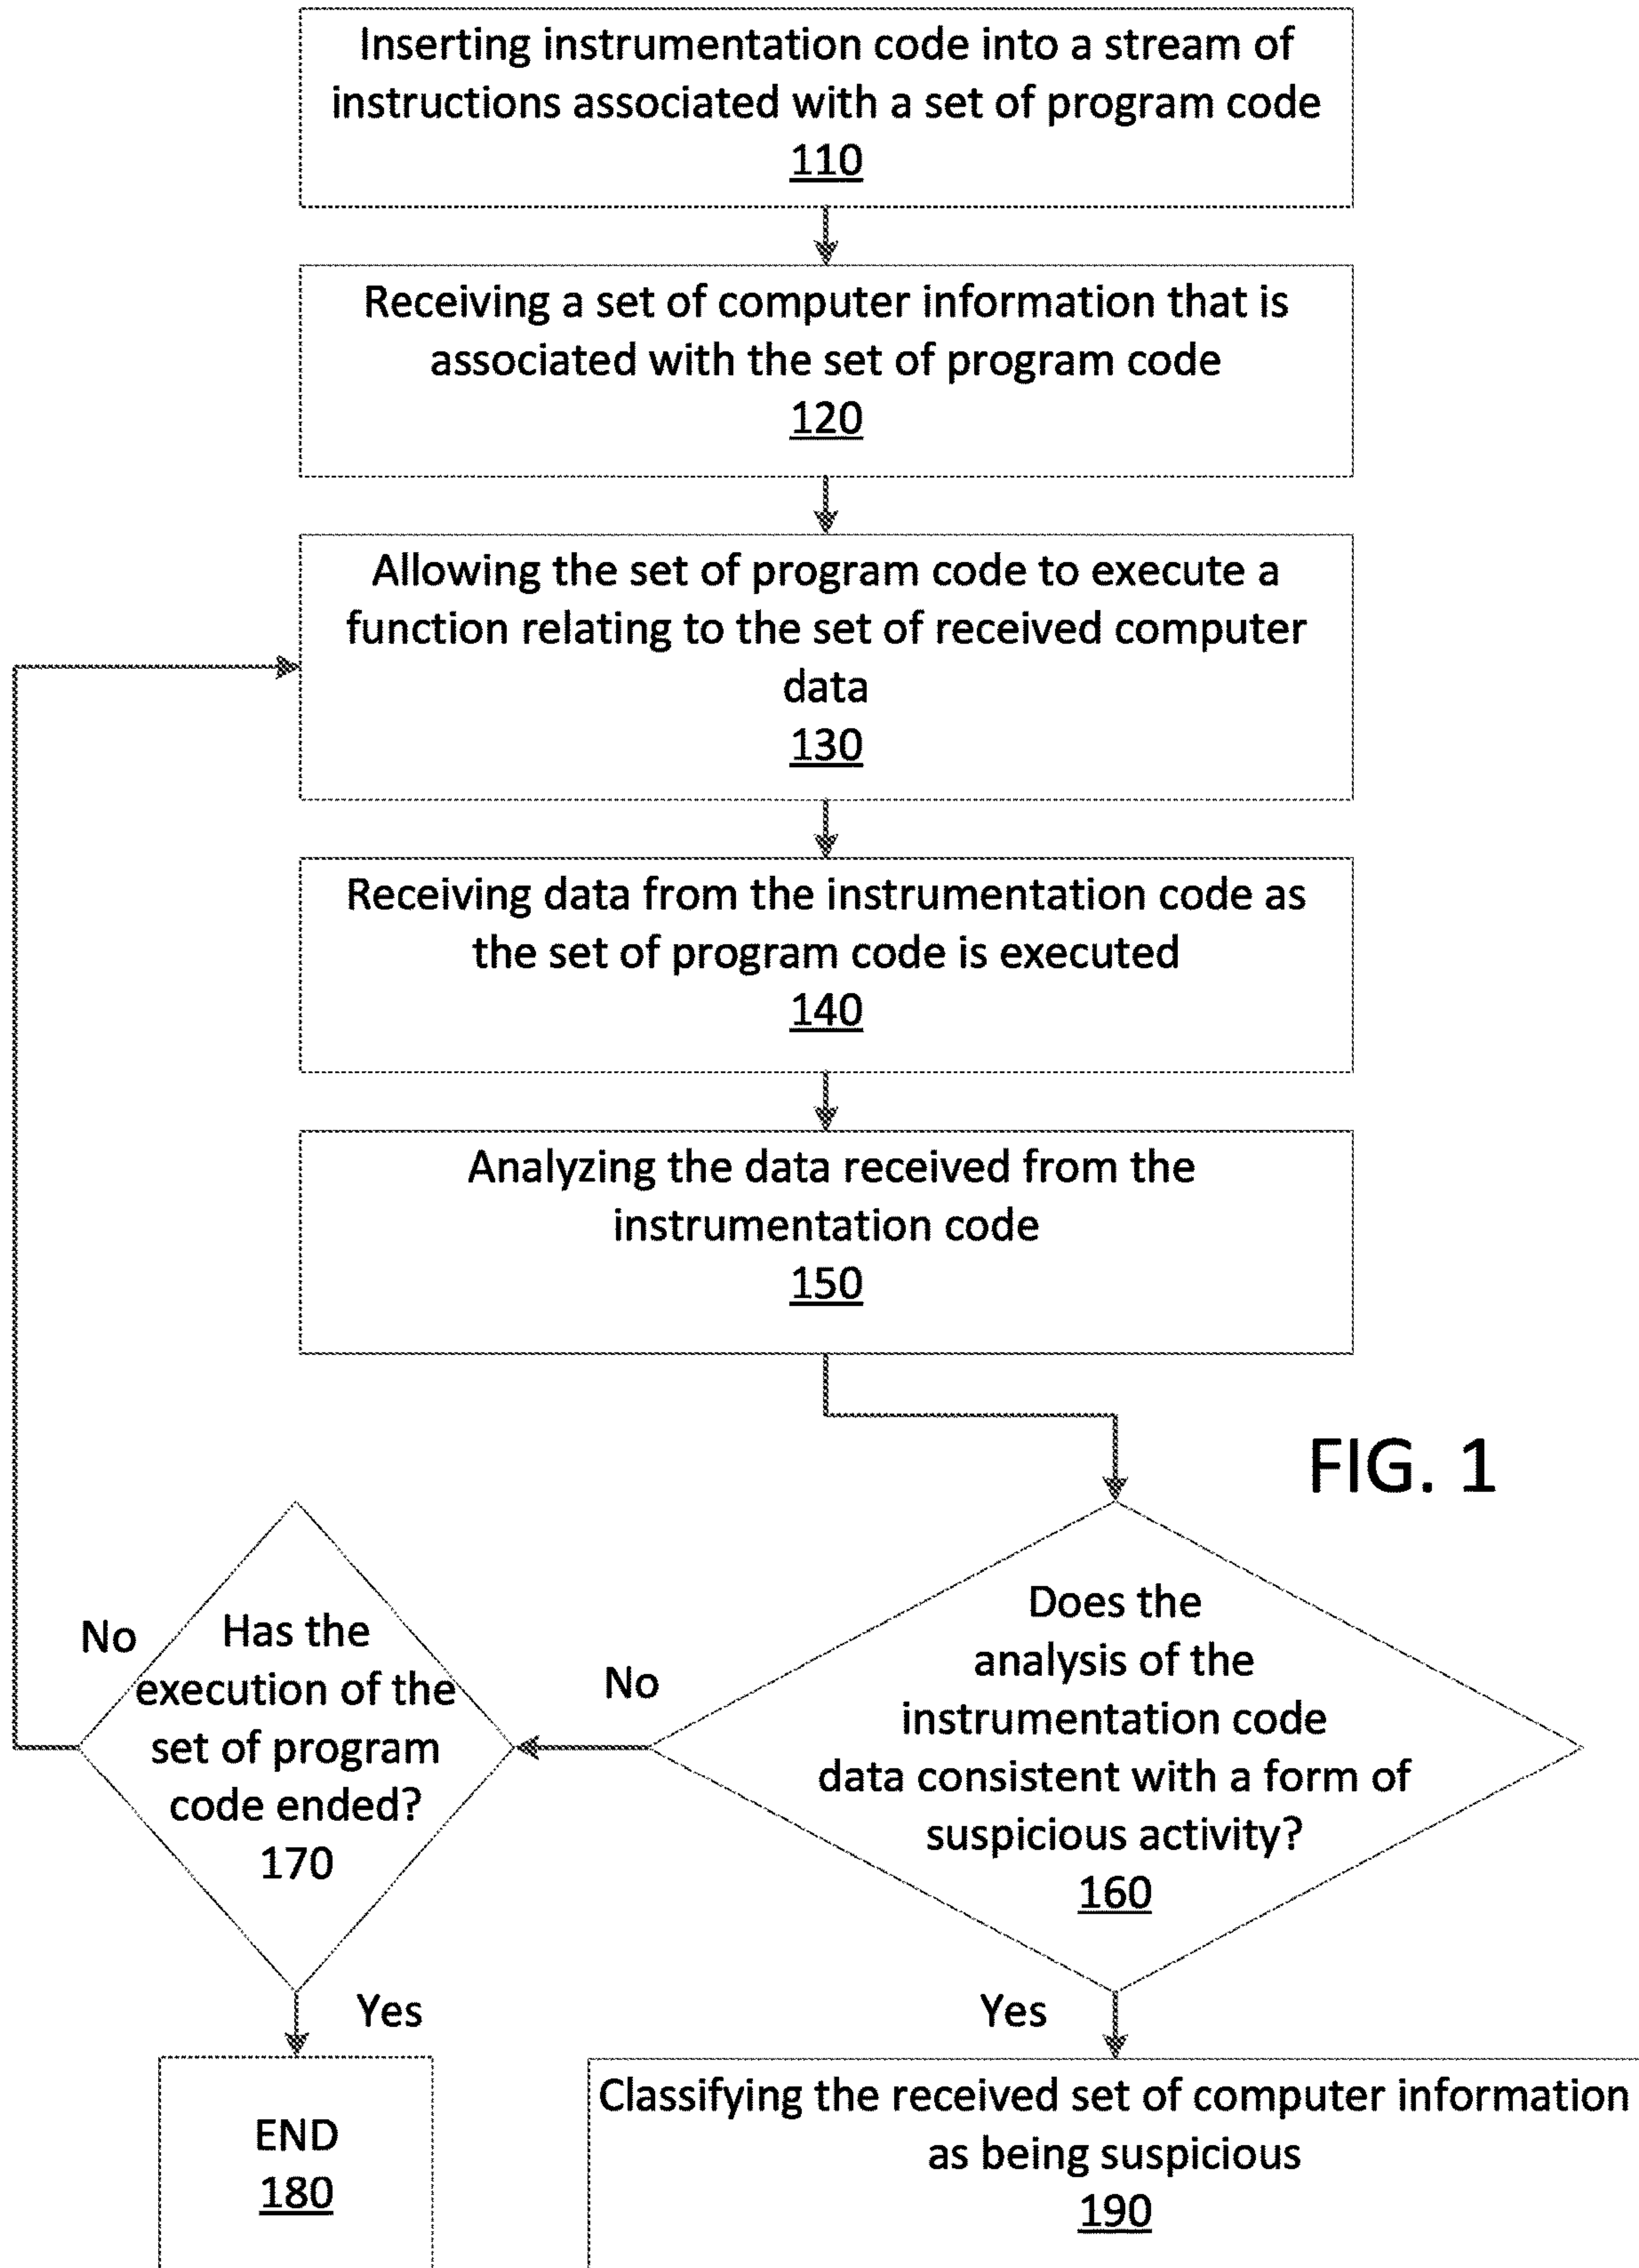 Inserting instrumentation code into a stream of
instructions associated with a set of program code
110
Receiving a set of computer information that is
associated with the set of program code
120
Allowing the set of program code to execute a
function relating to the set of received computer
data
130
Receiving data from the instrumentation code as
the set of program code is executed
140
Analyzing the data received from the
instrumentation code
150
FIG. 1
Does the
analysis of the
instrumentation code
data consistent with a form of
suspicious activity?
160
No
Has the
execution of the
set of program
code ended?
170
No
Yes
Yes
END
180
Classifying the received set of computer information
as being suspicious
190